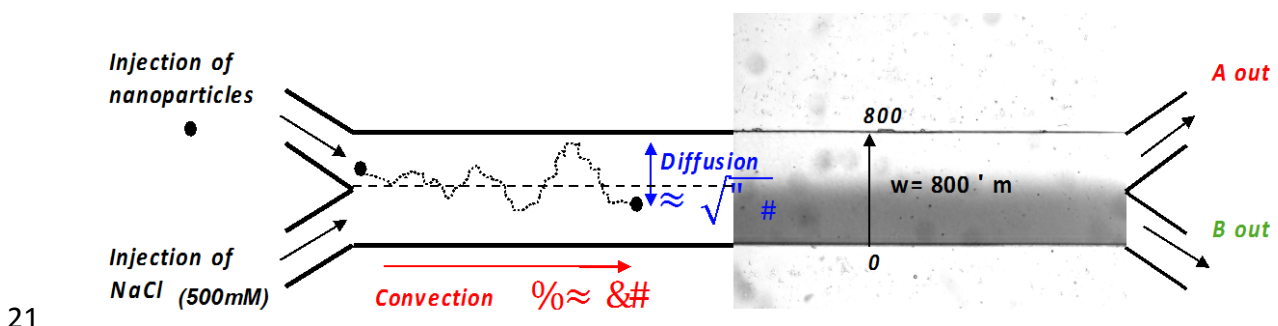 Injection of
nanoparticles
A out
800
Diffusion
≈ √" #
w= 800 ' m
B out
Injection of
NaCl (500mM)
0
Convection %≈ &#
21